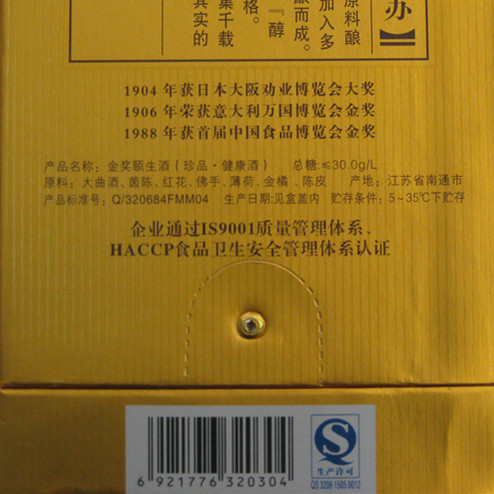 苏
原料酿
加入多
酿而成。
『醇
格。
集千载
其实的
1904 年获日本大阪劝业博览会大奖
1906 年荣获意大利万国博览会金奖
1988 年获首届中国食品博览会金奖
产品名称：金奖颐生酒（珍品·健康酒） 总糖:≤30.0g/L
原料：大曲酒、茵陈、红花、佛手、薄荷、金橘、陈皮 产地：江苏省南通市
产品标准号：Q/320684FMM04 生产日期:见盒盖内 贮存条件：5~35℃下贮存
企业通过IS9001质量管理体系、
HACCP食品卫生安全管理体系认证
6 921776 320304
生产许可
QS 3206 1505 0012